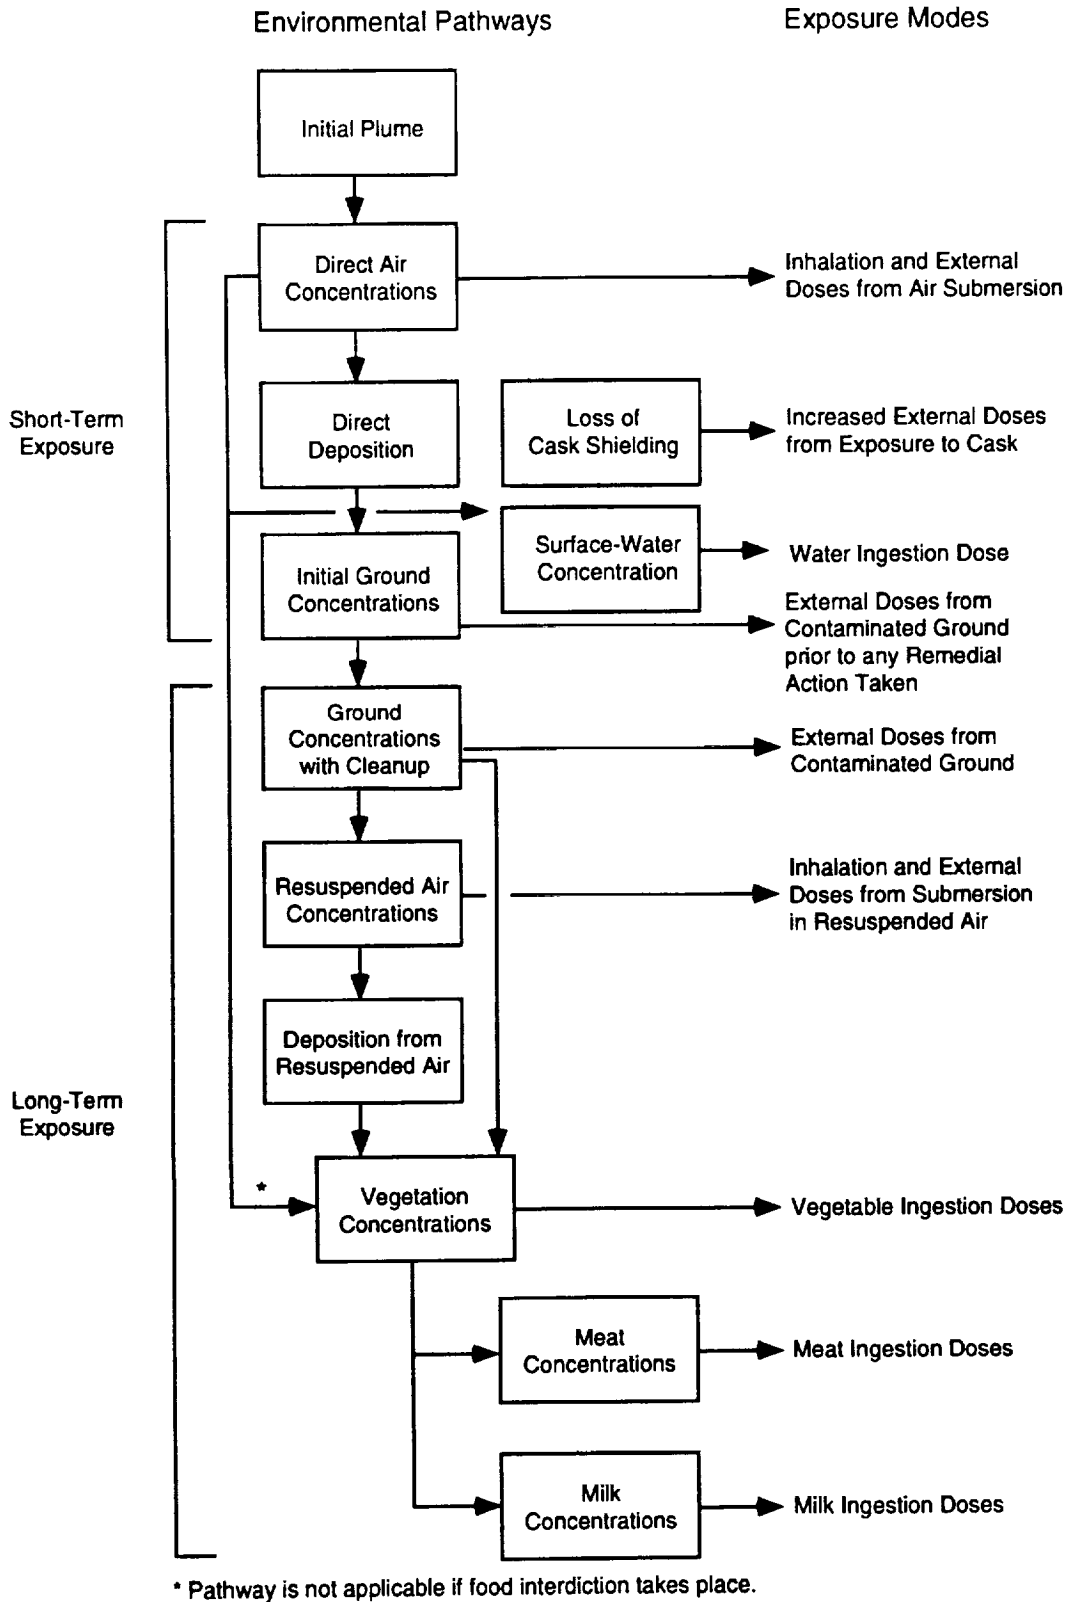 Environmental Pathways
Exposure Modes
Initial Plume
Direct Air
Concentrations
Inhalation and External
Doses from Air Submersion
Short-Term
Exposure
Direct
Deposition
Loss of
Cask Shielding
Increased External Doses
from Exposure to Cask
Surface-Water
Concentration
Water Ingestion Dose
Initial Ground
Concentrations
External Doses from
Contaminated Ground
prior to any Remedial
Action Taken
Ground
Concentrations
with Cleanup
External Doses from
Contaminated Ground
Resuspended Air
Concentrations
Inhalation and External
Doses from Submersion
in Resuspended Air
Deposition from
Resuspended Air
Long-Term
Exposure
*
Vegetation
Concentrations
Vegetable Ingestion Doses
Meat
Concentrations
Meat Ingestion Doses
Milk
Concentrations
Milk Ingestion Doses
* Pathway is not applicable if food interdiction takes place.